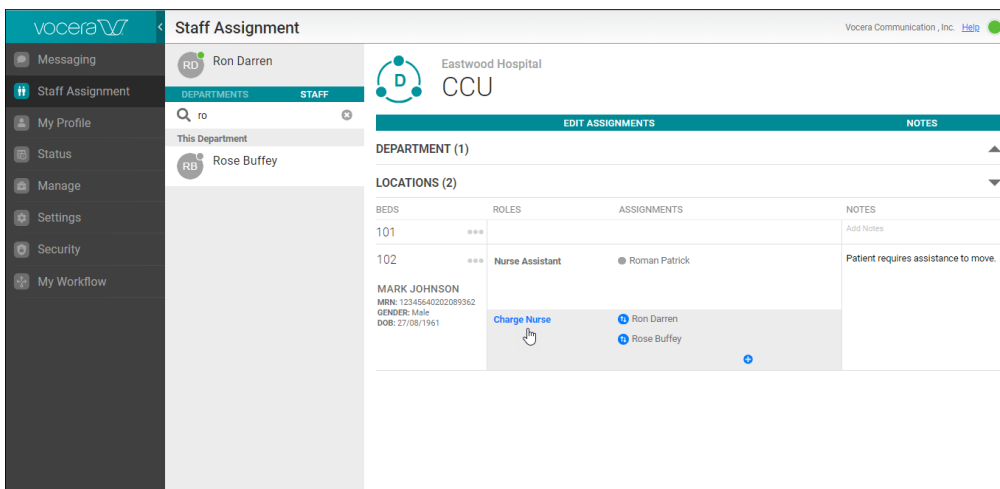 vocera
Staff Assignment
Vocera Communication , Inc. Help
Messaging
Staff Assignment
My Profile
Status
Manage
Settings
Security
My Workflow
RD
Ron Darren
DEPARTMENTS STAFF
ro
This Department
RB
Rose Buffey
D
Eastwood Hospital
CCU
EDIT ASSIGNMENTS NOTES
DEPARTMENT (1)
LOCATIONS (2)
BEDS ROLES ASSIGNMENTS NOTES
101 Add Notes
102 Nurse Assistant Roman Patrick Patient requires assistance to move.
MARK JOHNSON
MRN: 12345640202089362
GENDER: Male
DOB: 27/08/1961
Charge Nurse Ron Darren
Rose Buffey